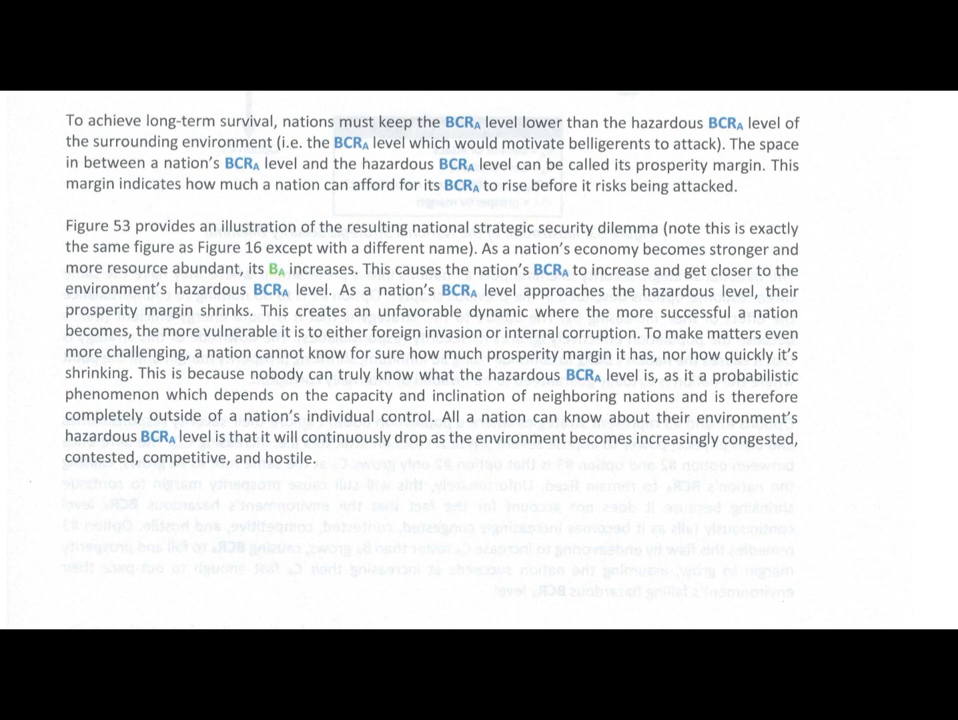 To achieve long-term survival, nations must keep the BCRA level lower than the hazardous BCRA level of
the surrounding environment (i.e. the BCRA level which would motivate belligerents to attack). The space
in between a nation's BCRA level and the hazardous BCRA level can be called its prosperity margin. This
margin indicates how much a nation can afford for its BCRA to rise before it risks being attacked.
Figure 53 provides an illustration of the resulting national strategic security dilemma (note this is exactly
the same figure as Figure 16 except with a different name). As a nation's economy becomes stronger and
more resource abundant, its BA increases. This causes the nation's BCRA to increase and get closer to the
environment's hazardous BCRA level. As a nation's BCRA level approaches the hazardous level, their
prosperity margin shrinks. This creates an unfavorable dynamic where the more successful a nation
becomes, the more vulnerable it is to either foreign invasion or internal corruption. To make matters even
more challenging, a nation cannot know for sure how much prosperity margin it has, nor how quickly it's
shrinking. This is because nobody can truly know what the hazardous BCRA level is, as it a probabilistic
phenomenon which depends on the capacity and inclination of neighboring nations and is therefore
completely outside of a nation's individual control. All a nation can know about their environment's
hazardous BCRA level is that it will continuously drop as the environment becomes increasingly congested,
contested, competitive, and hostile.